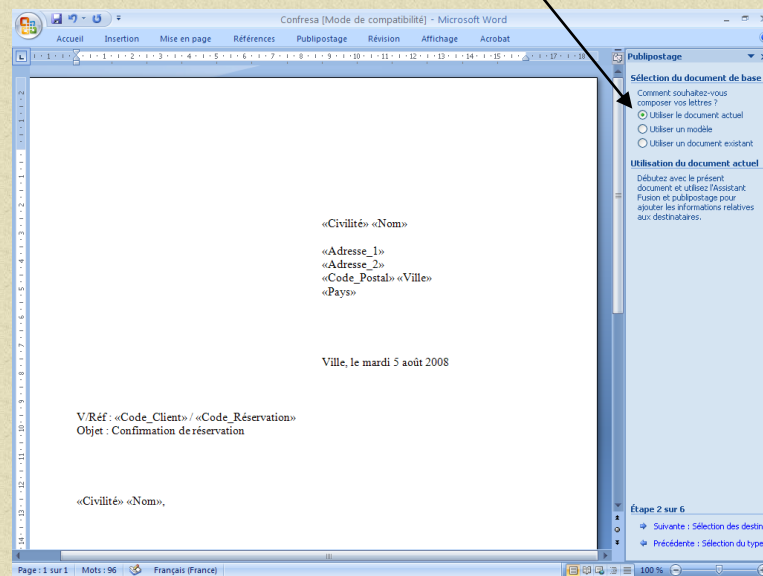 Confresa [Mode de compatibilité] - Microsoft Word
Accueil Insertion Mise en page Références Publipostage Révision Affichage Acrobat
Publipostage
Sélection du document de base
Comment souhaitez-vous
composer vos lettres ?
Utiliser le document actuel
Utiliser un modèle
Utiliser un document existant
Utilisation du document actuel
Débutez avec le présent
document et utilisez l'Assistant
Fusion et publipostage pour
ajouter les informations relatives
aux destinataires.
«Civilité» «Nom»
«Adresse_1»
«Adresse_2»
«Code_Postal» «Ville»
«Pays»
Ville, le mardi 5 août 2008
V/Réf : «Code_Client» / «Code_Réservation»
Objet : Confirmation de réservation
«Civilité» «Nom»,
Étape 2 sur 6
Suivante : Sélection des destin
Précédente : Sélection du type
Page : 1 sur 1 Mots : 96 Français (France) 100 %